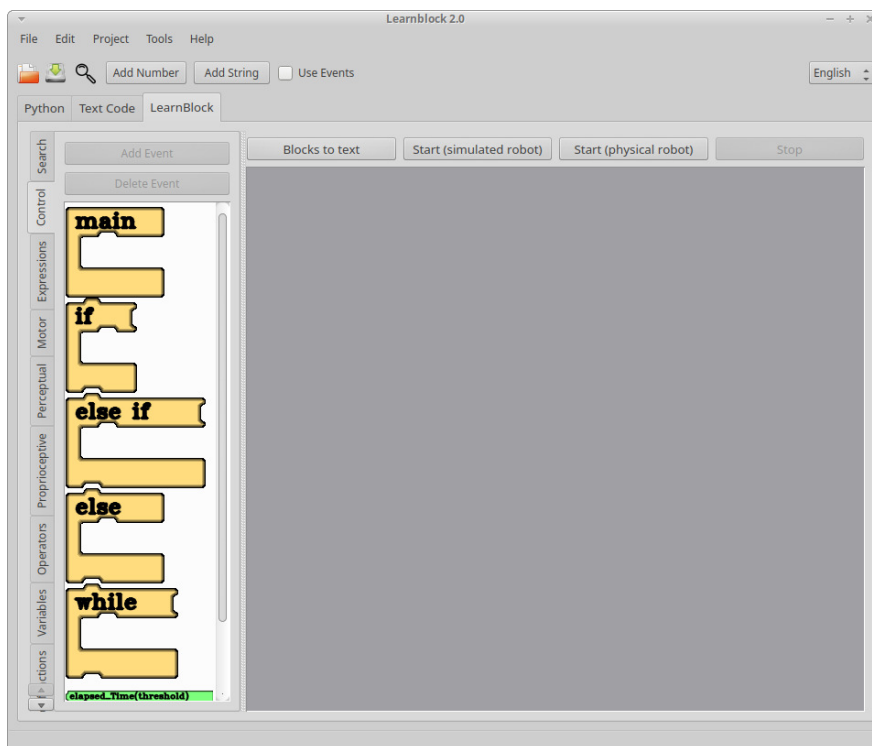 Learnblock 2.0
File Edit Project Tools Help
Add Number Add String Use Events English
Python Text Code LearnBlock
Search
Control
Expressions
Motor
Perceptual
Proprioceptive
Operators
Variables
Add Event
Delete Event
Blocks to text Start (simulated robot) Start (physical robot) Stop
main
if
else if
else
while
elapsed_Time(threshold)